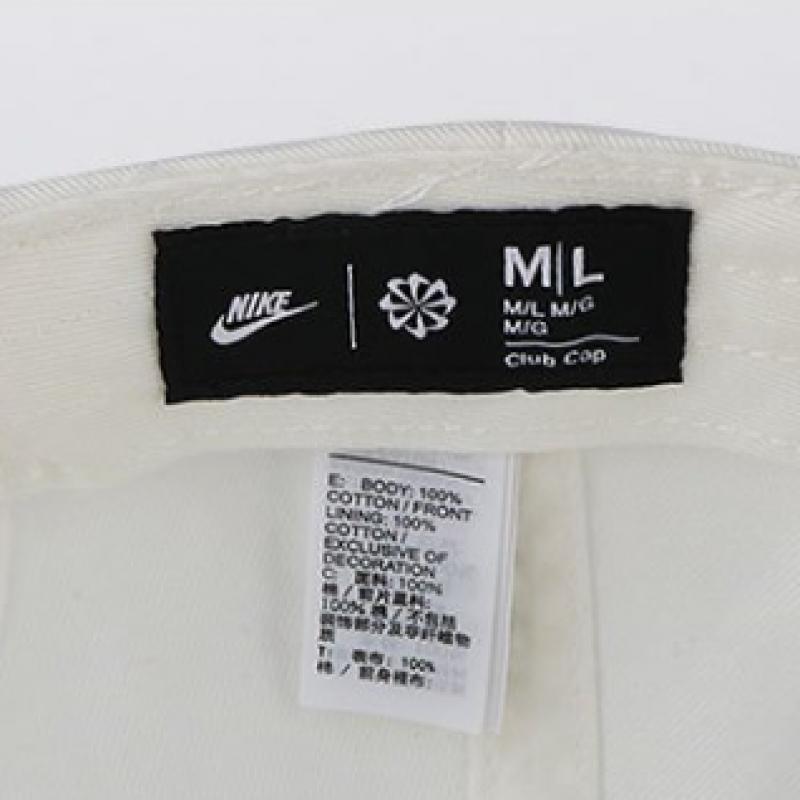 NIKE
M|L
M/L M/G
M/G
Club Cap
E: BODY: 100%
COTTON / FRONT
LINING: 100%
COTTON /
EXCLUSIVE OF
DECORATION
C: 面料: 100%
棉 / 前片里料:
100% 棉 / 不包括
装饰部分及非纤维物
质
T: 表布: 100%
棉 / 前身裡布: